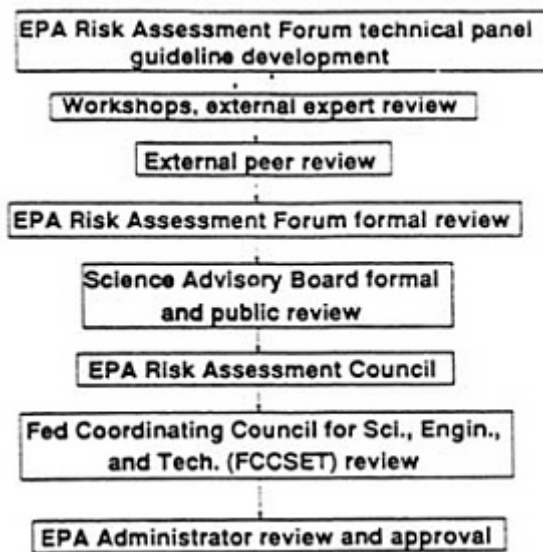 EPA Risk Assessment Forum technical panel
guideline development
Workshops, external expert review
External peer review
EPA Risk Assessment Forum formal review
Science Advisory Board formal
and public review
EPA Risk Assessment Council
Fed Coordinating Council for Sci., Engin.,
and Tech. (FCCSET) review
EPA Administrator review and approval